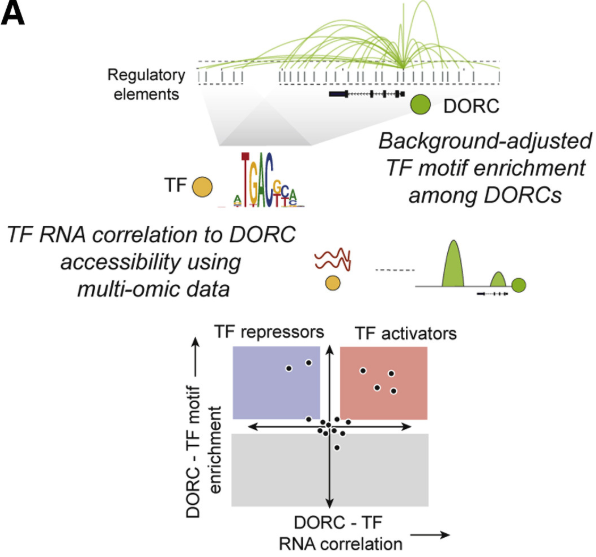 A
Regulatory
elements
DORC
Background-adjusted
TF motif enrichment
among DORCs
TF
TGAC
TF RNA correlation to DORC
accessibility using
multi-omic data
TF repressors
TF activators
DORC - TF motif
enrichment
DORC - TF
RNA correlation